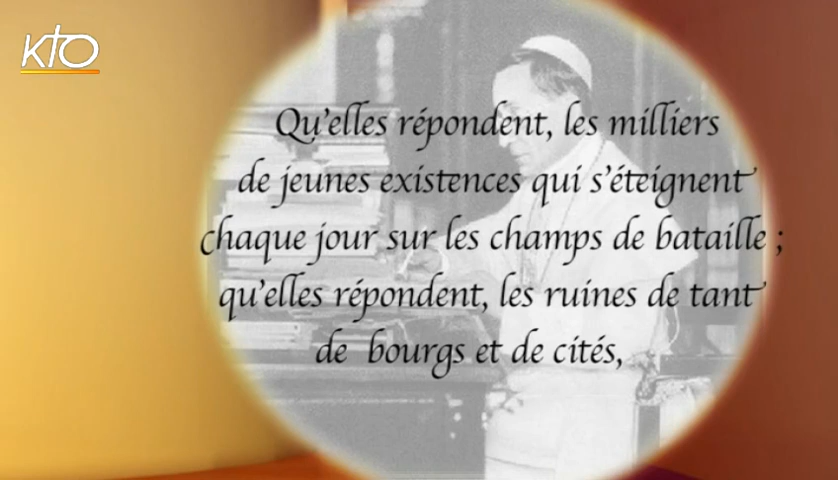 KTO
Qu'elles répondent, les milliers
de jeunes existences qui s'éteignent
chaque jour sur les champs de bataille ;
qu'elles répondent, les ruines de tant
de bourgs et de cités,